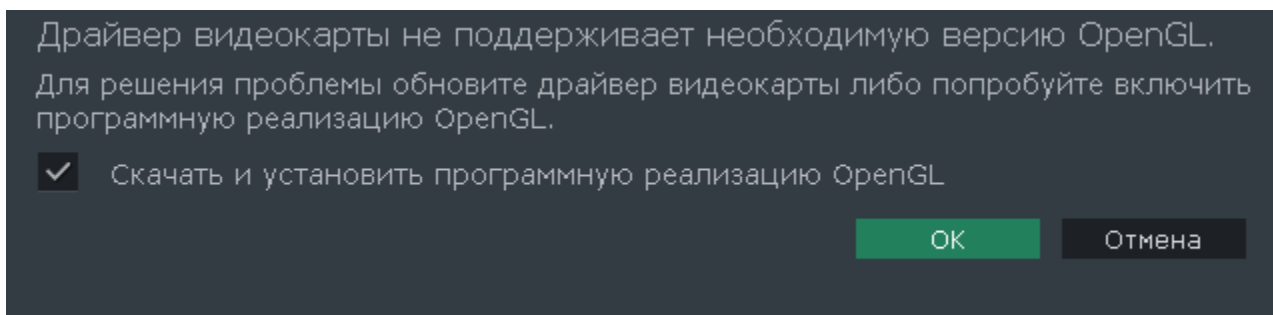 Драйвер видеокарты не поддерживает необходимую версию OpenGL.
Для решения проблемы обновите драйвер видеокарты либо попробуйте включить
программную реализацию OpenGL.
Скачать и установить программную реализацию OpenGL
OK
Отмена